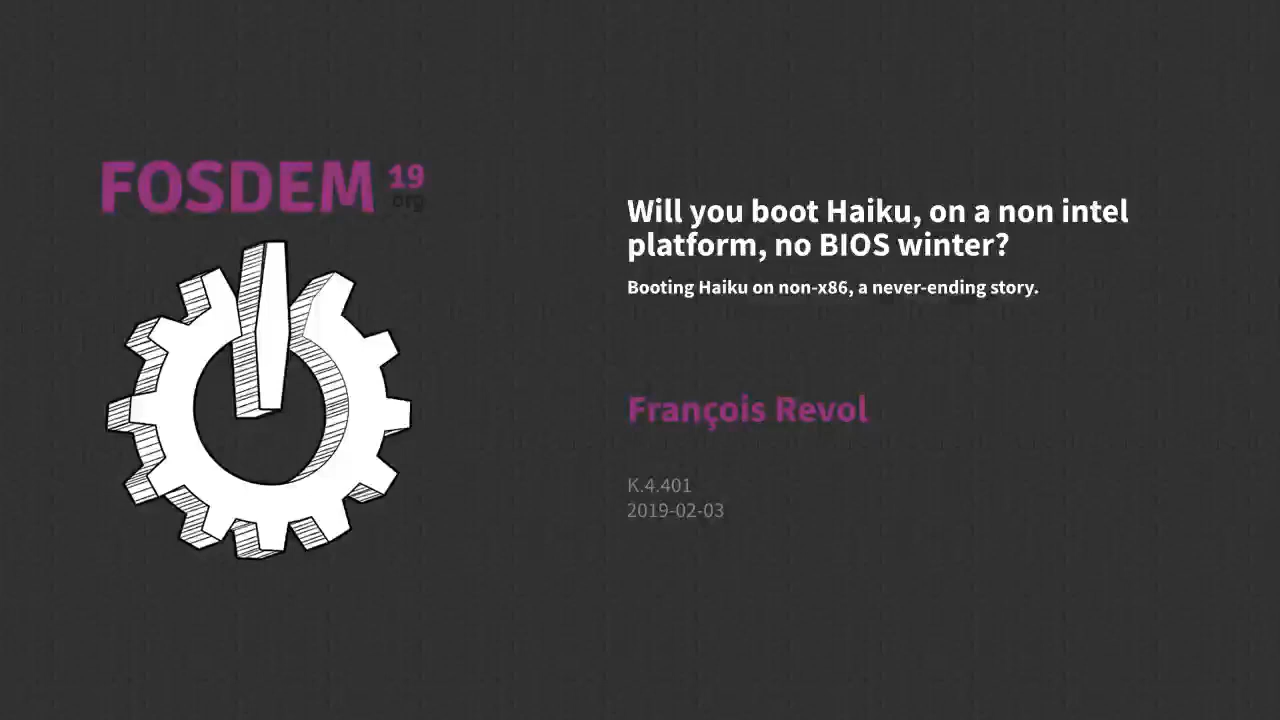 FOSDEM 19
org
Will you boot Haiku, on a non intel
platform, no BIOS winter?
Booting Haiku on non-x86, a never-ending story.
François Revol
K.4.401
2019-02-03